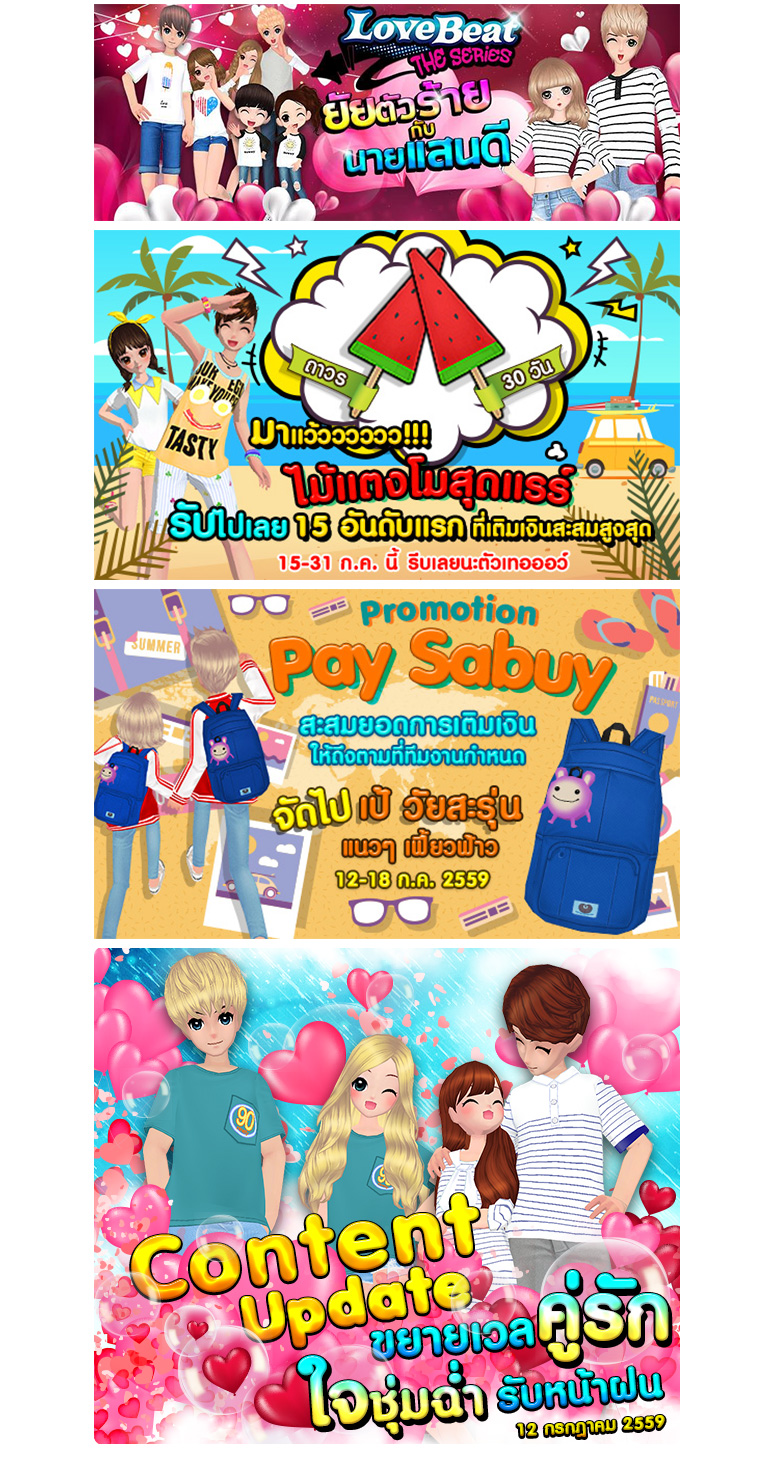 LoveBeat
THE SERIES
ยัยตัวร้าย
กับ
นายแสนดี
ถาวร
30 วัน
TASTY
มาแว้วววววว!!!
ไม้แตงโมสุดแรร์
รับไปเลย 15 อันดับแรก ที่เติมเงินสะสมสูงสุด
15-31 ก.ค. นี้ รีบเลยนะตัวเทอออว์
Promotion
SUMMER
Pay Sabuy
สะสมยอดการเติมเงิน
ให้ถึงตามที่ทีมงานกำหนด
จัดไป เป้ วัยสะรุ่น
แนวๆ เฟี้ยวฟ้าว
12-18 ก.ค. 2559
90
90
Content
Update
ขยายเวลคู่รัก
ใจชุ่มฉ่ำ รับหน้าฝน
12 กรกฎาคม 2559